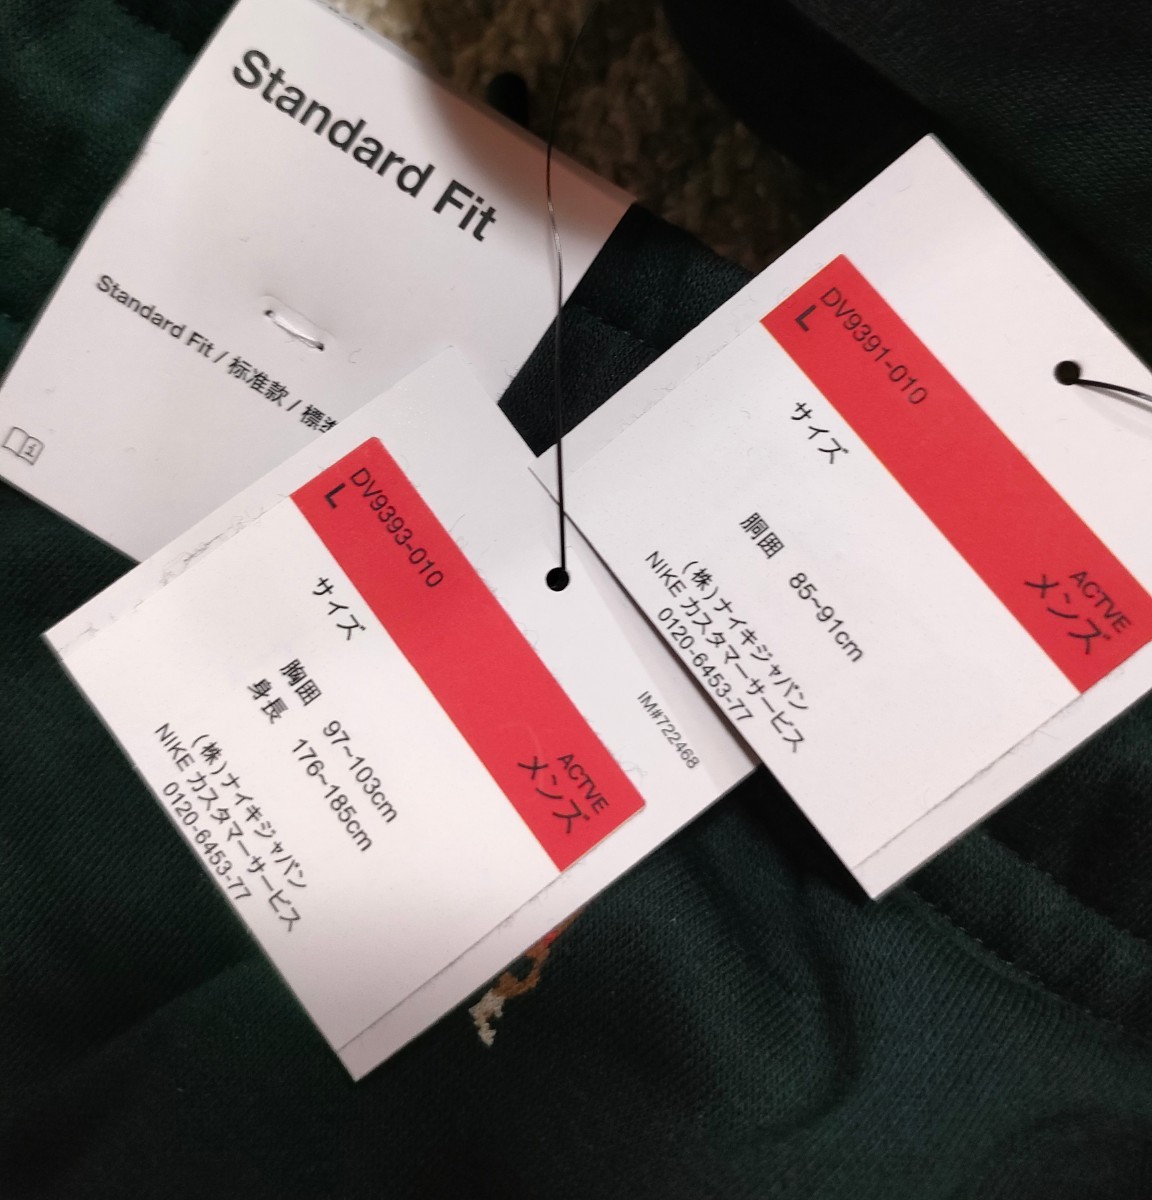 Standard Fit
Standard Fit / 标准款 / 標準
DV9393-010
L
ACTVE
メンズ
サイズ
胸囲 97~103cm
身長 176~185cm
(株)ナイキジャパン
NIKE カスタマーサービス
0120-6453-77
IM#722468
DV9391-010
L
ACTVE
メンズ
サイズ
胴囲 85~91cm
(株)ナイキジャパン
NIKE カスタマーサービス
0120-6453-77